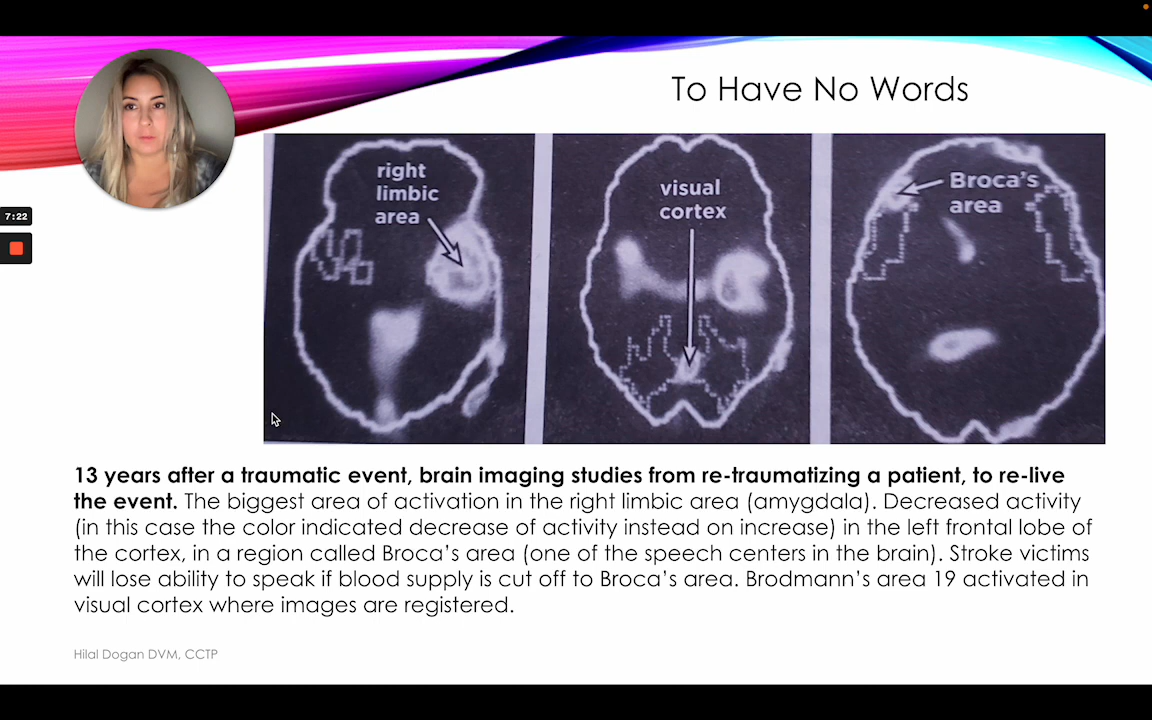 To Have No Words
right
limbic
area
visual
cortex
Broca's
area
7:22
13 years after a traumatic event, brain imaging studies from re-traumatizing a patient, to re-live
the event. The biggest area of activation in the right limbic area (amygdala). Decreased activity
(in this case the color indicated decrease of activity instead on increase) in the left frontal lobe of
the cortex, in a region called Broca's area (one of the speech centers in the brain). Stroke victims
will lose ability to speak if blood supply is cut off to Broca's area. Brodmann's area 19 activated in
visual cortex where images are registered.
Hilal Dogan DVM, CCTP